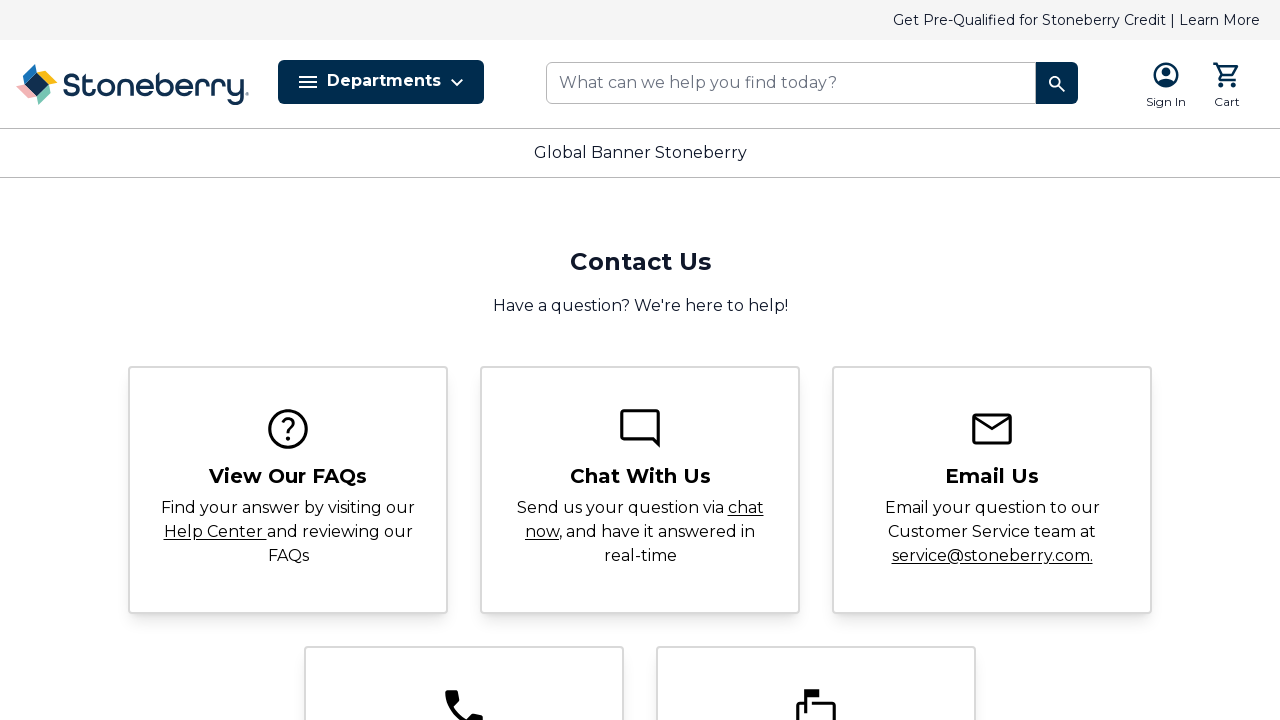 Get Pre-Qualified for Stoneberry Credit | Learn More
Stoneberry
Departments
What can we help you find today?
Sign In
Cart
Global Banner Stoneberry
Contact Us
Have a question? We're here to help!
View Our FAQs
Find your answer by visiting our
Help Center and reviewing our
FAQs
Chat With Us
Send us your question via chat
now, and have it answered in
real-time
Email Us
Email your question to our
Customer Service team at
service@stoneberry.com.